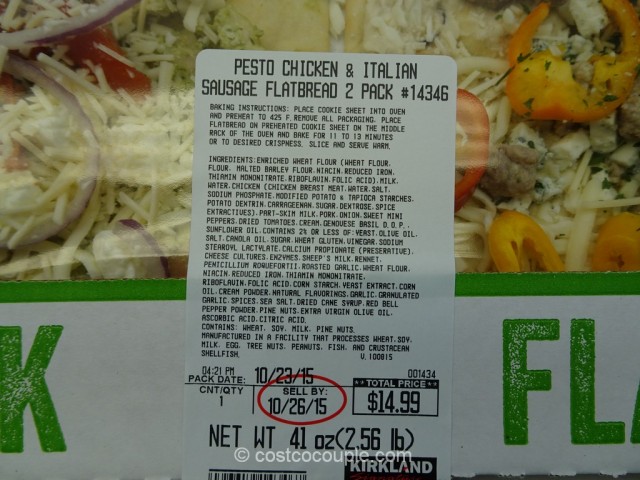 PESTO CHICKEN & ITALIAN
SAUSAGE FLATBREAD 2 PACK #14346
BAKING INSTRUCTIONS: PLACE COOKIE SHEET INTO OVEN
AND PREHEAT TO 425 F.REMOVE ALL PACKAGING. PLACE
FLATBREAD ON PREHEATED COOKIE SHEET ON THE MIDDLE
RACK OF THE OVEN AND BAKE FOR 11 TO 13 MINUTES
OR TO DESIRED CRISPNESS. SLICE AND SERVE WARM.
INGREDIENTS:ENRICHED WHEAT FLOUR (WHEAT FLOUR,
FLOUR, MALTED BARLEY FLOUR,NIACIN,REDUCED IRON,
THIAMIN MONONITRATE,RIBOFLAVIN,FOLIC ACID),MILK,
WATER,CHICKEN (CHICKEN BREAST MEAT,WATER,SALT,
SODIUM PHOSPHATE,MODIFIED POTATO & TAPIOCA STARCHES,
POTATO DEXTRIN,CARRAGEENAN,SUGAR,DEXTROSE,SPICE
EXTRACTIVES),PART-SKIM MILK,PORK,ONION,SWEET MINI
PEPPERS,DRIED TOMATOES,CREAM,GENOVESE BASIL D.O.P.,
SUNFLOWER OIL,CONTAINS 2% OR LESS OF:YEAST,OLIVE OIL,
SALT,CANOLA OIL,SUGAR,WHEAT GLUTEN,VINEGAR,SODIUM
STEAROYL LACTYLATE,CALCIUM PROPIONATE (PRESERVATIVE),
CHEESE CULTURES,ENZYMES,SHEEP'S MILK,RENNET,
PENICILLIUM ROQUEFORTII,ROASTED GARLIC,WHEAT FLOUR,
NIACIN,REDUCED IRON,THIAMIN MONONITRATE,
RIBOFLAVIN,FOLIC ACID,CORN STARCH,YEAST EXTRACT,CORN
OIL,CREAM POWDER,NATURAL FLAVORINGS,GARLIC,GRANULATED
GARLIC,SPICES,SEA SALT,DRIED CANE SYRUP,RED BELL
PEPPER POWDER,PINE NUTS,EXTRA VIRGIN OLIVE OIL,
ASCORBIC ACID,CITRIC ACID.
CONTAINS: WHEAT, SOY, MILK, PINE NUTS.
MANUFACTURED IN A FACILITY THAT PROCESSES WHEAT,SOY,
MILK, EGG, TREE NUTS, PEANUTS, FISH, AND CRUSTACEAN
SHELLFISH. V.100815
04:21 PM 001434
PACK DATE: 10/23/15
CNT/QTY SELL BY: **TOTAL PRICE**
1 10/26/15 $14.99
NET WT 41 oz(2.56 lb)
KIRKLAND
K FL
© costcocouple.com